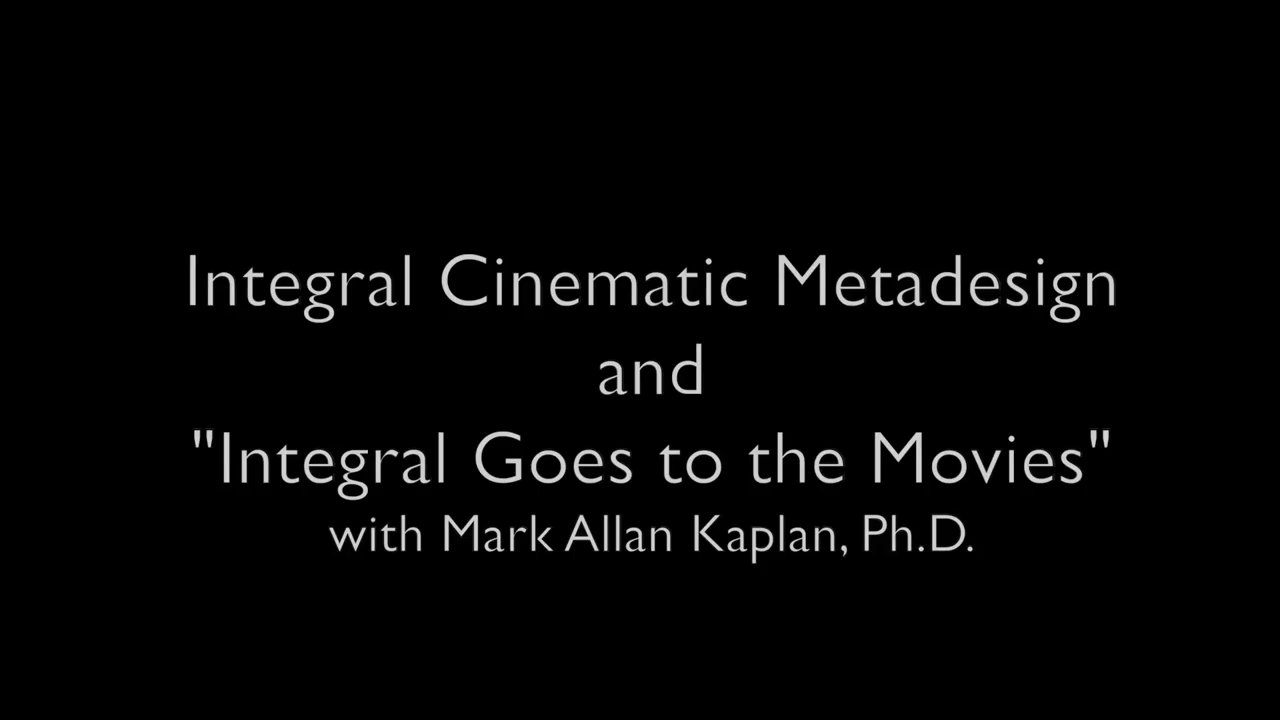 Integral Cinematic Metadesign
and
"Integral Goes to the Movies"
with Mark Allan Kaplan, Ph.D.